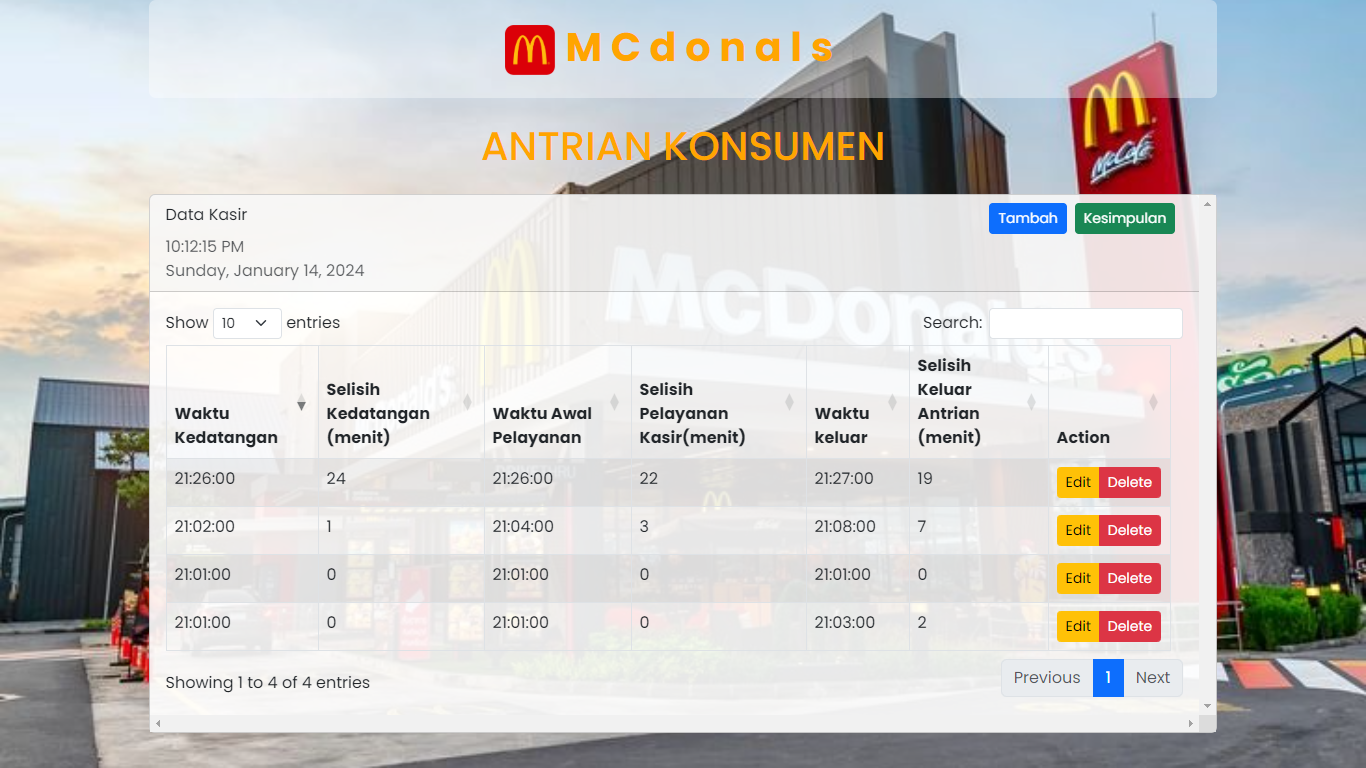 MCdonals
ANTRIAN KONSUMEN
McCafé
Data Kasir
Tambah
Kesimpulan
10:12:15 PM
Sunday, January 14, 2024
McDonald's
Show 10 entries
Search:
Waktu Kedatangan
Selisih Kedatangan (menit)
Waktu Awal Pelayanan
Selisih Pelayanan Kasir(menit)
Waktu keluar
Selisih Keluar Antrian (menit)
Action
21:26:00 24 21:26:00 22 21:27:00 19 Edit Delete
21:02:00 1 21:04:00 3 21:08:00 7 Edit Delete
21:01:00 0 21:01:00 0 21:01:00 0 Edit Delete
21:01:00 0 21:01:00 0 21:03:00 2 Edit Delete
Showing 1 to 4 of 4 entries
Previous 1 Next